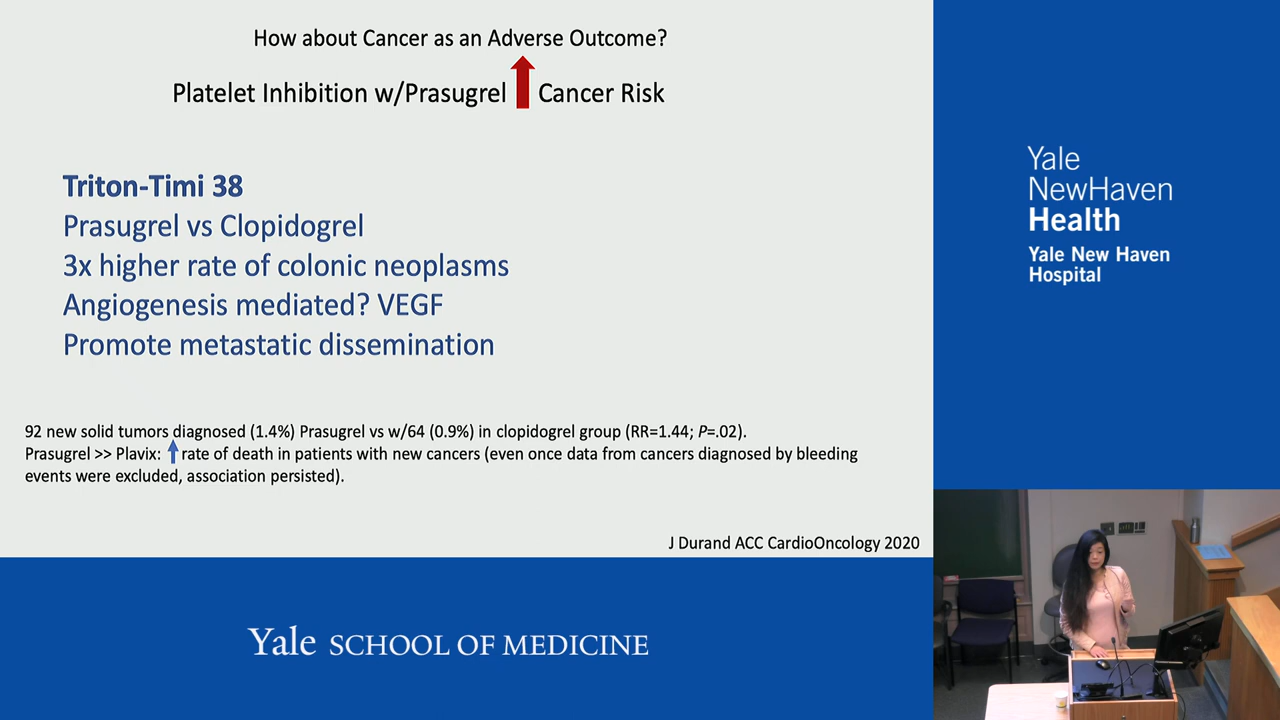 How about Cancer as an Adverse Outcome?
Platelet Inhibition w/Prasugrel Cancer Risk
Triton-Timi 38
Prasugrel vs Clopidogrel
3x higher rate of colonic neoplasms
Angiogenesis mediated? VEGF
Promote metastatic dissemination
92 new solid tumors diagnosed (1.4%) Prasugrel vs w/64 (0.9%) in clopidogrel group (RR=1.44; P=.02).
Prasugrel >> Plavix: rate of death in patients with new cancers (even once data from cancers diagnosed by bleeding
events were excluded, association persisted).
J Durand ACC CardioOncology 2020
Yale
NewHaven
Health
Yale New Haven
Hospital
Yale SCHOOL OF MEDICINE